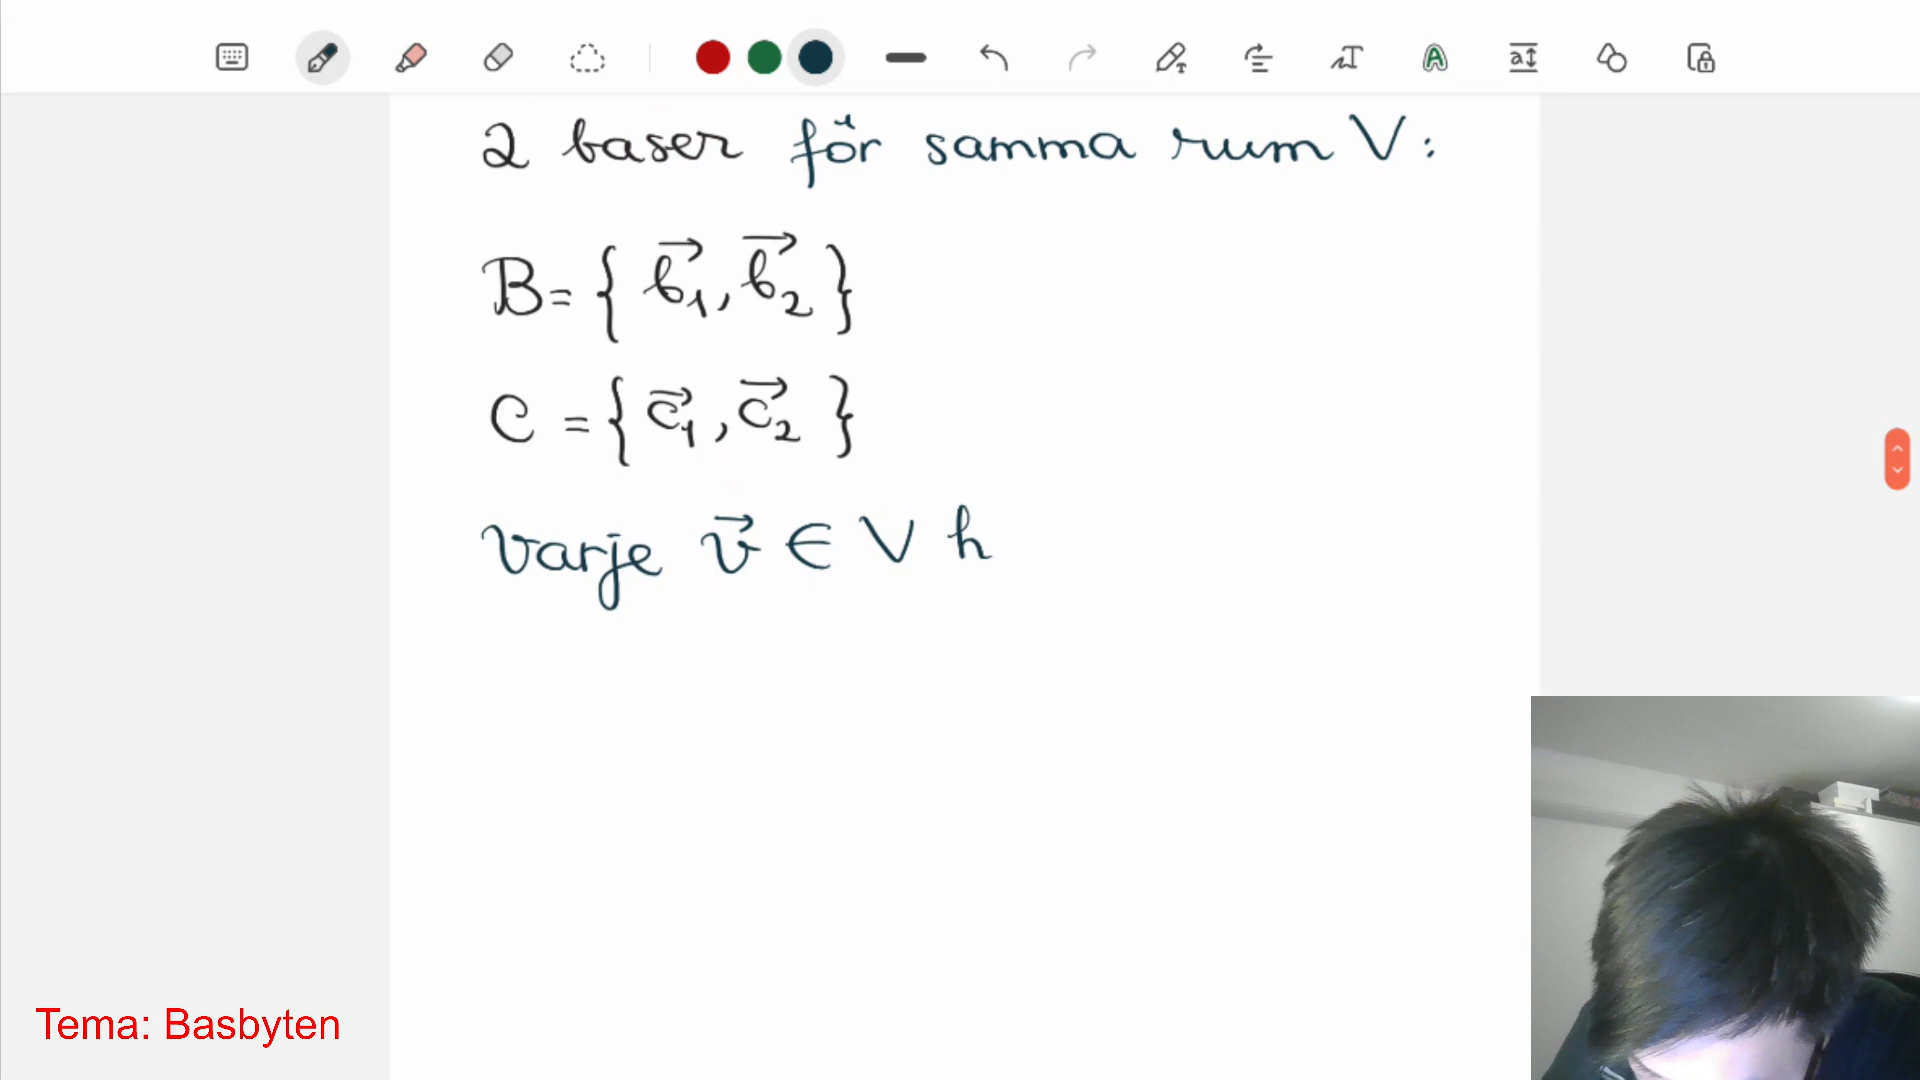 2 baser för samma rum V:
B = { b⃗₁, b⃗₂ }
C = { c⃗₁, c⃗₂ }
varje v⃗ ∈ V h
Tema: Basbyten